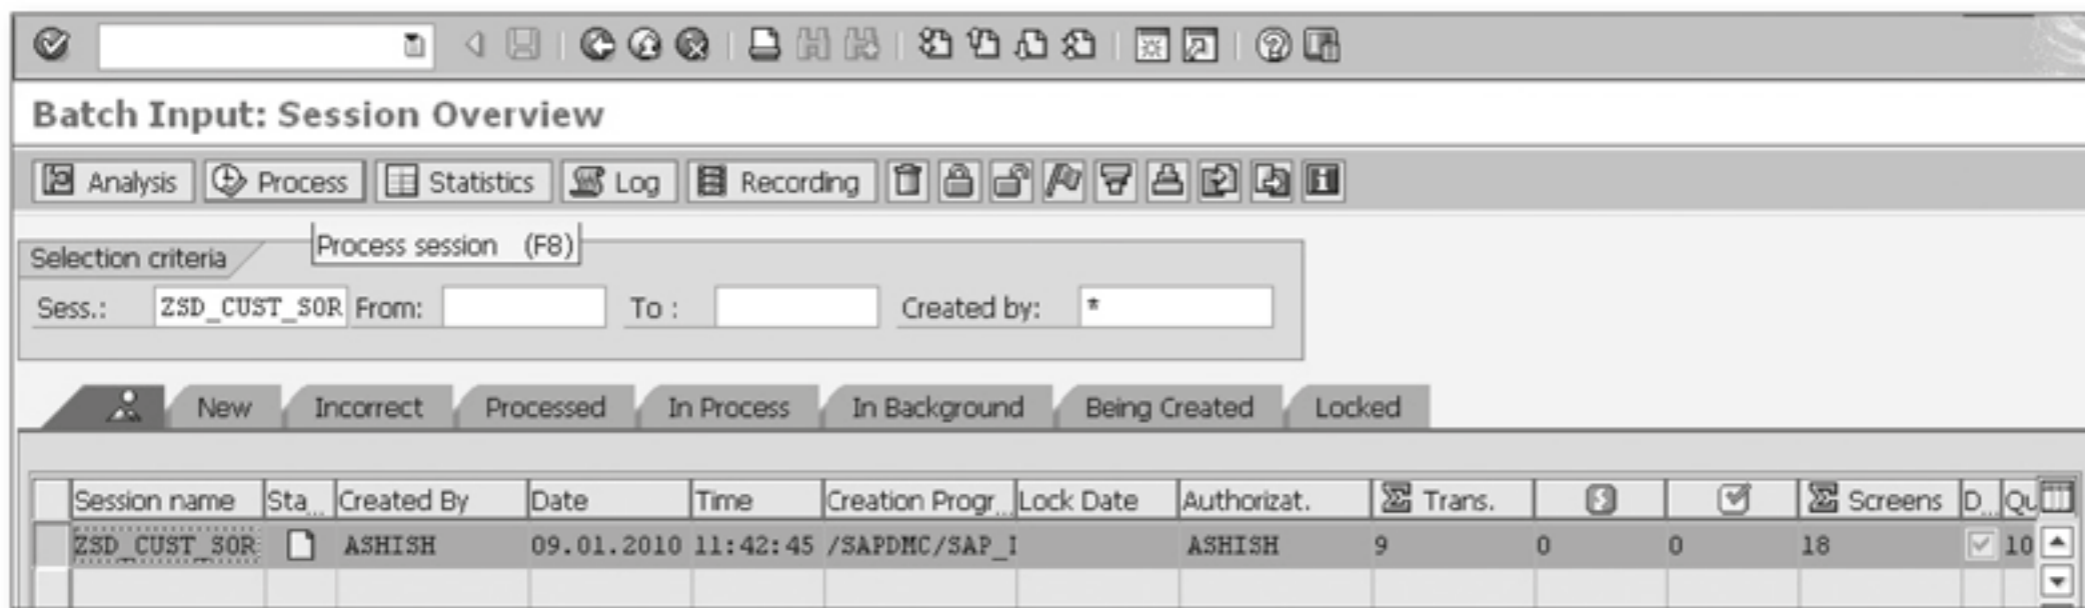 Batch Input: Session Overview
Analysis Process Statistics Log Recording
Process session (F8)
Selection criteria
Sess.: ZSD_CUST_SOR From: To : Created by: *
New Incorrect Processed In Process In Background Being Created Locked
Session name Sta... Created By Date Time Creation Progr... Lock Date Authorizat. Trans. Screens D... Qu
ZSD_CUST_SOR ASHISH 09.01.2010 11:42:45 /SAPDMC/SAP_I ASHISH 9 0 0 18 10